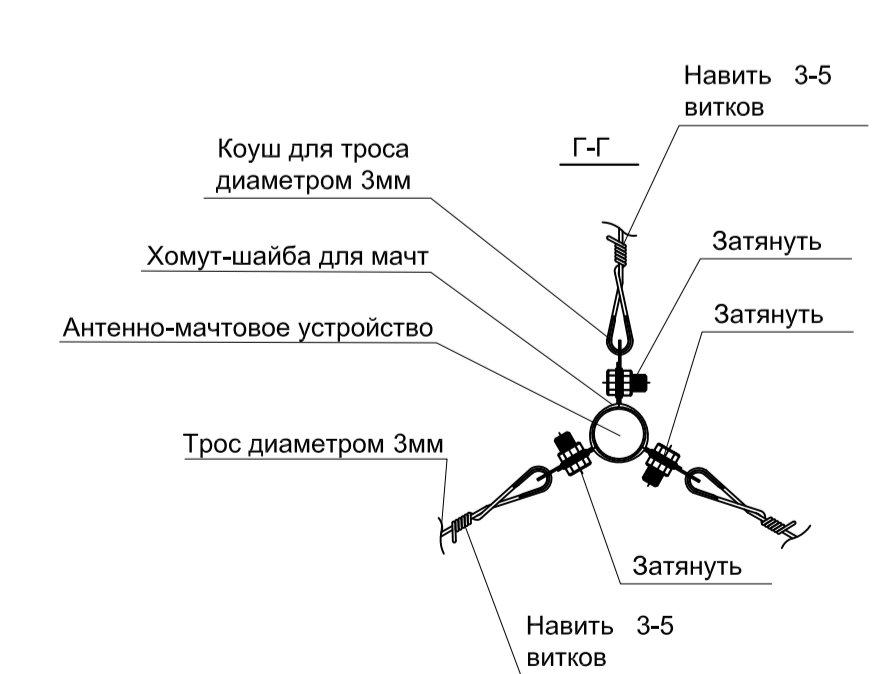 Навить 3-5
витков
Г-Г
Коуш для троса
диаметром 3мм
Затянуть
Хомут-шайба для мачт
Затянуть
Антенно-мачтовое устройство
Трос диаметром 3мм
Затянуть
Навить 3-5
витков